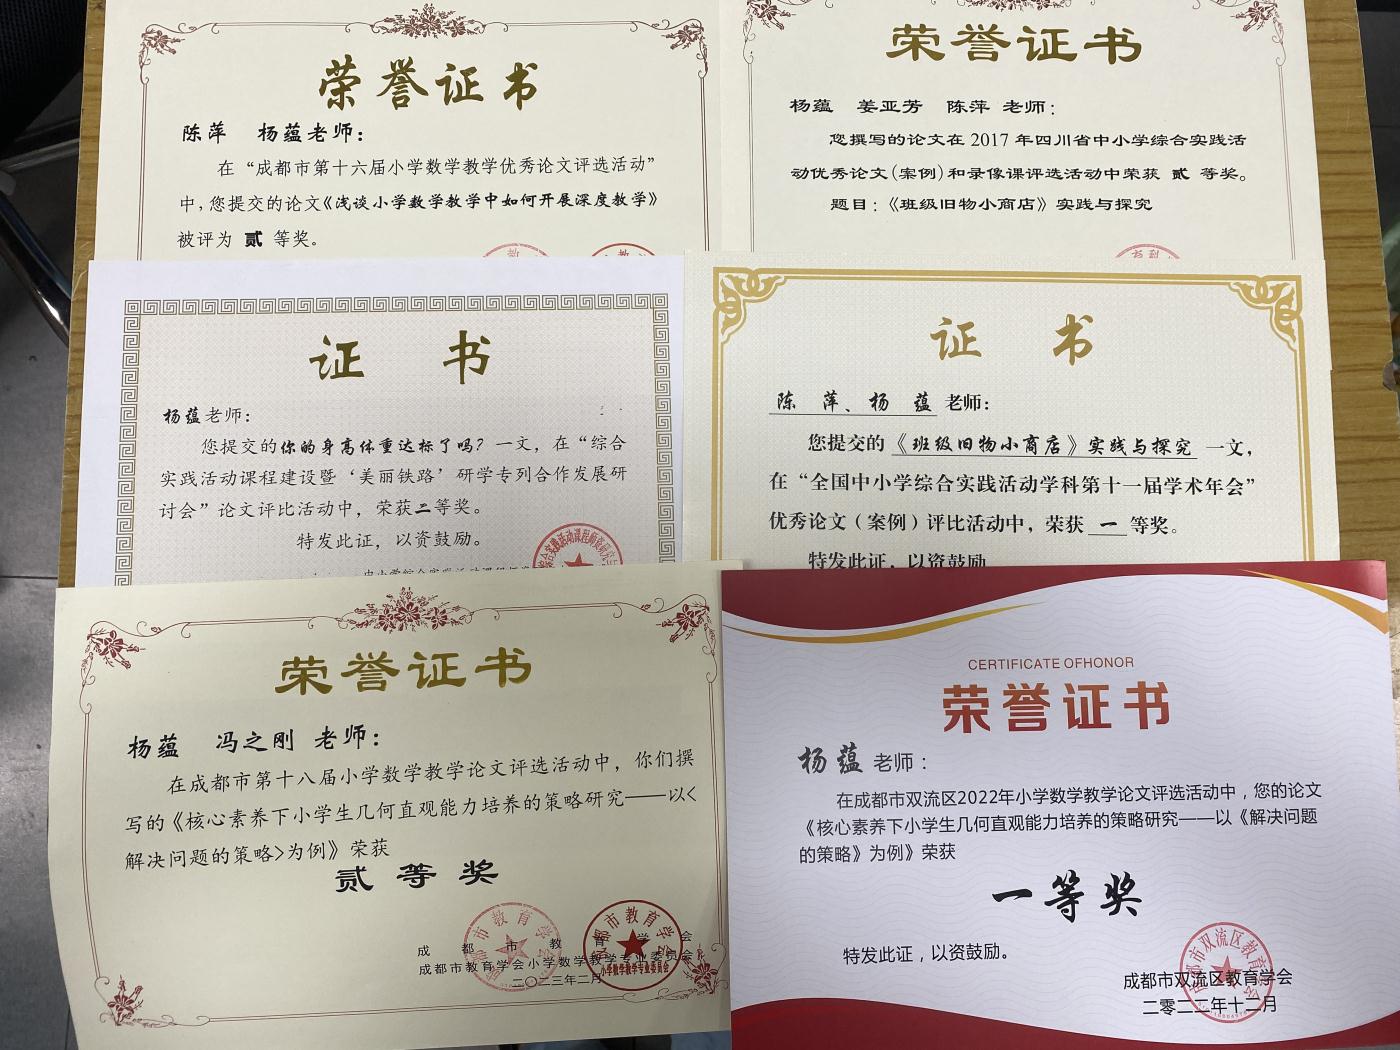 荣誉证书
陈萍 杨蕴老师：
在“成都市第十六届小学数学教学优秀论文评选活动”
中，您提交的论文《浅谈小学数学教学中如何开展深度教学》
被评为 贰 等奖。
荣誉证书
杨蕴 姜亚芳 陈萍 老师：
您撰写的论文在 2017 年四川省中小学综合实践活
动优秀论文（案例）和录像课评选活动中荣获 贰 等奖。
题目：《班级旧物小商店》实践与探究
证 书
杨蕴老师：
您提交的你的身高体重达标了吗？一文，在“综合
实践活动课程建设暨‘美丽铁路’研学专列合作发展研
讨会”论文评比活动中，荣获二等奖。
特发此证，以资鼓励。
证 书
陈 萍、杨 蕴 老师：
您提交的《班级旧物小商店》实践与探究 一文，
在“全国中小学综合实践活动学科第十一届学术年会”
优秀论文（案例）评比活动中，荣获 一 等奖。
特发此证，以资鼓励
荣誉证书
杨蕴 冯之刚 老师：
在成都市第十八届小学数学教学论文评选活动中，你们撰
写的《核心素养下小学生几何直观能力培养的策略研究——以<
解决问题的策略>为例》荣获
贰等奖
成都市教育学会
成都市教育学会小学数学教学专业委员会
二〇二三年二月
CERTIFICATE OFHONOR
荣誉证书
杨蕴 老师：
在成都市双流区2022年小学数学教学论文评选活动中，您的论文
《核心素养下小学生几何直观能力培养的策略研究——以《解决问题
的策略》为例》荣获
一等奖
特发此证，以资鼓励。
成都市双流区教育学会
二零二二年十二月